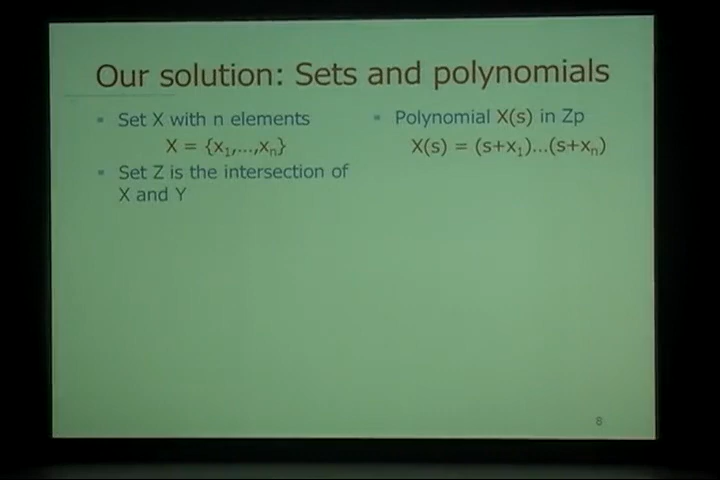 Our solution: Sets and polynomials
▪ Set X with n elements
X = {x1,...,xn}
▪ Set Z is the intersection of
X and Y
▪ Polynomial X(s) in Zp
X(s) = (s+x1)...(s+xn)
8